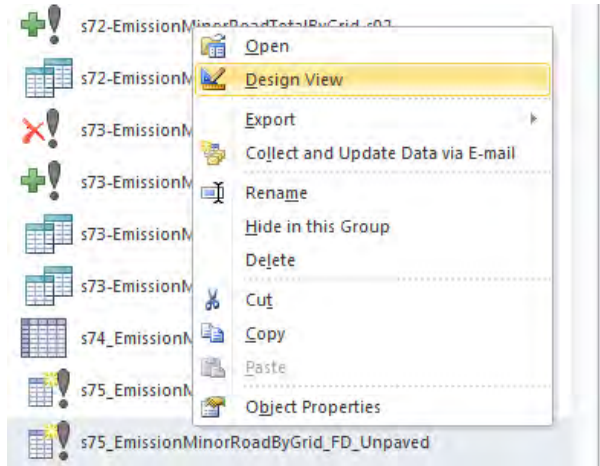 s72-EmissionMinorRoadTotalByGrid_s02
Open
s72-EmissionM
Design View
s73-EmissionM
Export
Collect and Update Data via E-mail
s73-EmissionM
Rename
s73-EmissionM
Hide in this Group
Delete
s73-EmissionM
Cut
s74_EmissionM
Copy
Paste
s75_EmissionM
Object Properties
s75_EmissionMinorRoadByGrid_FD_Unpaved